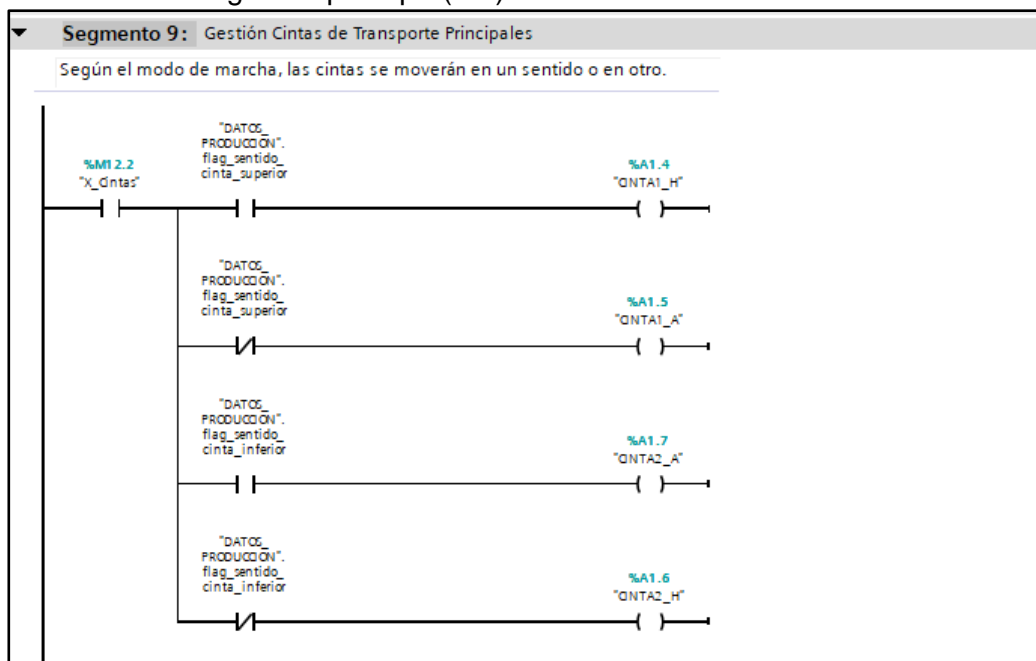 Segmento 9: Gestión Cintas de Transporte Principales
Según el modo de marcha, las cintas se moverán en un sentido o en otro.
"DATOS_
PRODUCCION".
flag_sentido_
cinta_superior
%M12.2
"X_Cintas"
%A1.4
"CINTA1_H"
"DATOS_
PRODUCCION".
flag_sentido_
cinta_superior
%A1.5
"CINTA1_A"
"DATOS_
PRODUCCION".
flag_sentido_
cinta_inferior
%A1.7
"CINTA2_A"
"DATOS_
PRODUCCION".
flag_sentido_
cinta_inferior
%A1.6
"CINTA2_H"